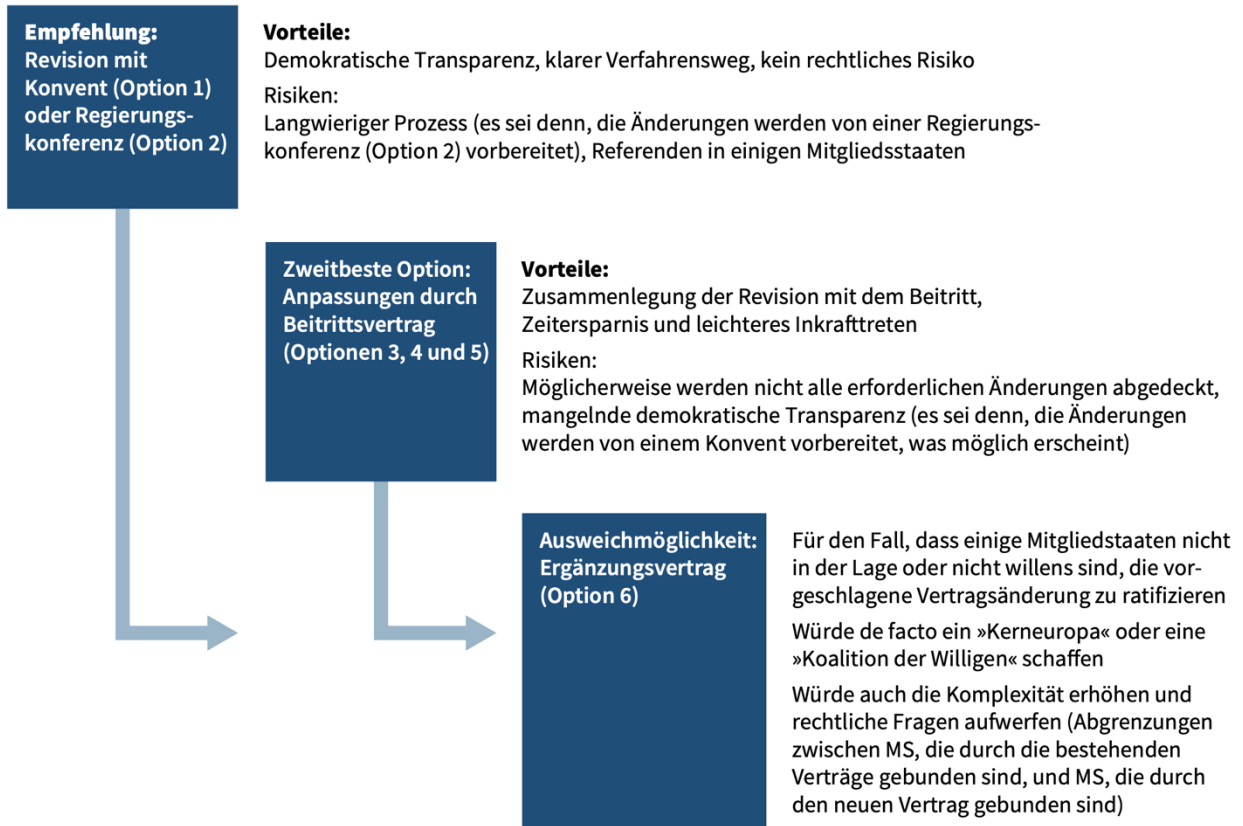 Empfehlung:
Revision mit
Konvent (Option 1)
oder Regierungs-
konferenz (Option 2)
Vorteile:
Demokratische Transparenz, klarer Verfahrensweg, kein rechtliches Risiko
Risiken:
Langwieriger Prozess (es sei denn, die Änderungen werden von einer Regierungs-
konferenz (Option 2) vorbereitet), Referenden in einigen Mitgliedsstaaten
Zweitbeste Option:
Anpassungen durch
Beitrittsvertrag
(Optionen 3, 4 und 5)
Vorteile:
Zusammenlegung der Revision mit dem Beitritt,
Zeitersparnis und leichteres Inkrafttreten
Risiken:
Möglicherweise werden nicht alle erforderlichen Änderungen abgedeckt,
mangelnde demokratische Transparenz (es sei denn, die Änderungen
werden von einem Konvent vorbereitet, was möglich erscheint)
Ausweichmöglichkeit:
Ergänzungsvertrag
(Option 6)
Für den Fall, dass einige Mitgliedstaaten nicht
in der Lage oder nicht willens sind, die vor-
geschlagene Vertragsänderung zu ratifizieren
Würde de facto ein »Kerneuropa« oder eine
»Koalition der Willigen« schaffen
Würde auch die Komplexität erhöhen und
rechtliche Fragen aufwerfen (Abgrenzungen
zwischen MS, die durch die bestehenden
Verträge gebunden sind, und MS, die durch
den neuen Vertrag gebunden sind)